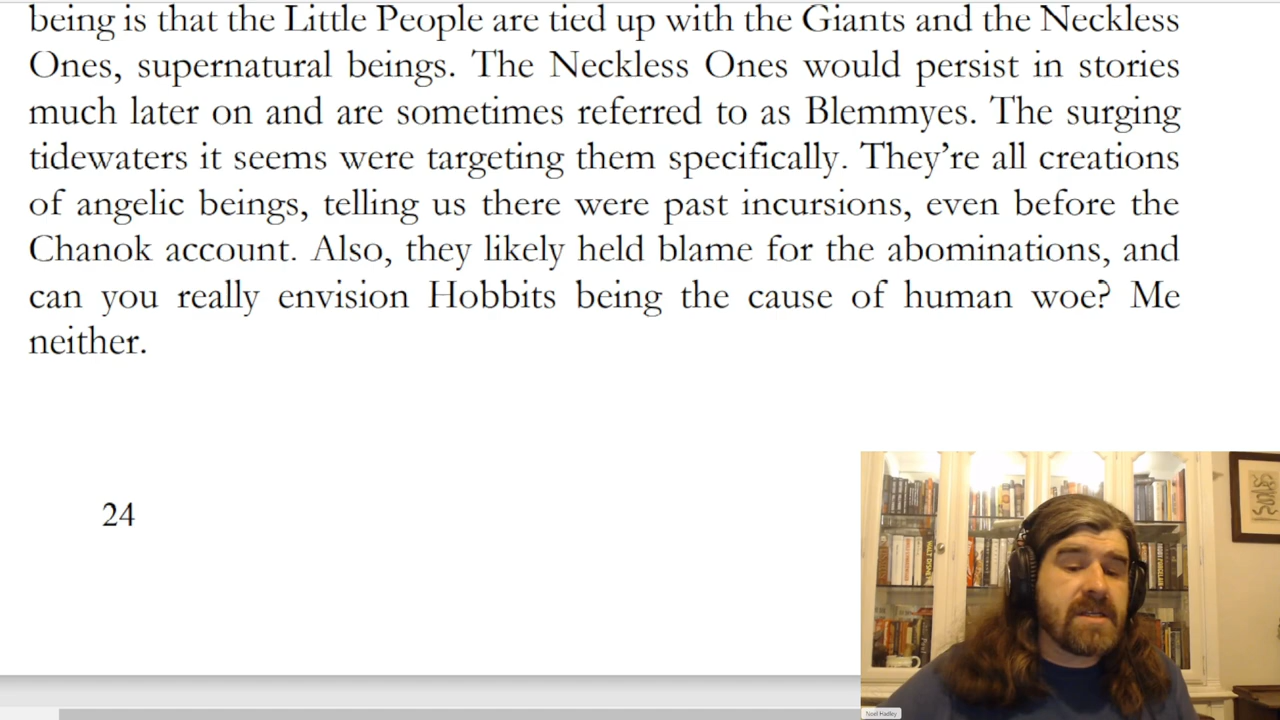 being is that the Little People are tied up with the Giants and the Neckless
Ones, supernatural beings. The Neckless Ones would persist in stories
much later on and are sometimes referred to as Blemmyes. The surging
tidewaters it seems were targeting them specifically. They’re all creations
of angelic beings, telling us there were past incursions, even before the
Chanok account. Also, they likely held blame for the abominations, and
can you really envision Hobbits being the cause of human woe? Me
neither.
24
WALT DISNEY
Noel Hadley